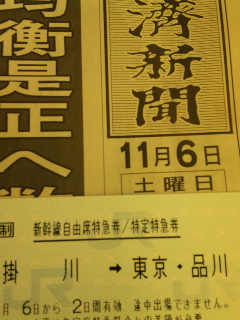 均衡是正へ
済新聞
11月6日
土曜日
制 新幹線自由席特急券/特定特急券
掛 川 → 東京・品川
月 6日から 2日間有効 途中出場できません。